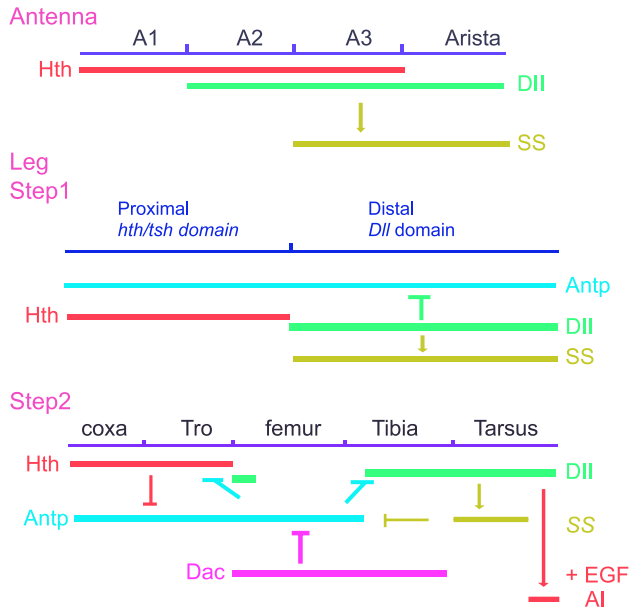 Antenna
A1 A2 A3 Arista
Hth
Dll
SS
Leg
Step1
Proximal Distal
hth/tsh domain Dll domain
Antp
Hth
Dll
SS
Step2
coxa Tro femur Tibia Tarsus
Hth Dll
Antp SS
Dac + EGF
Al